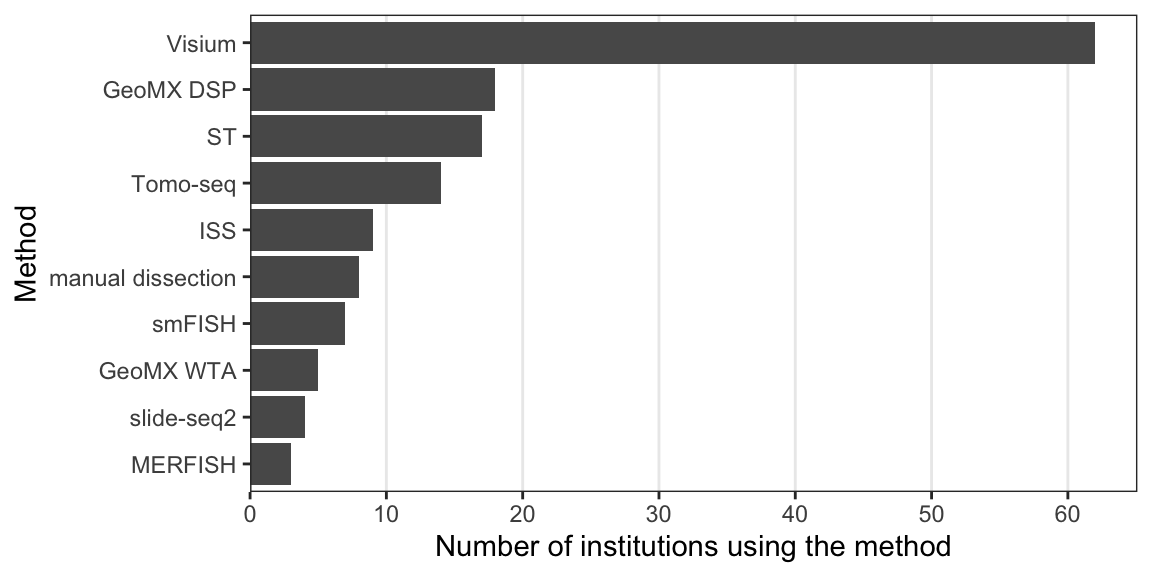 Method
Visium
GeoMX DSP
ST
Tomo-seq
ISS
manual dissection
smFISH
GeoMX WTA
slide-seq2
MERFISH
0 10 20 30 40 50 60
Number of institutions using the method